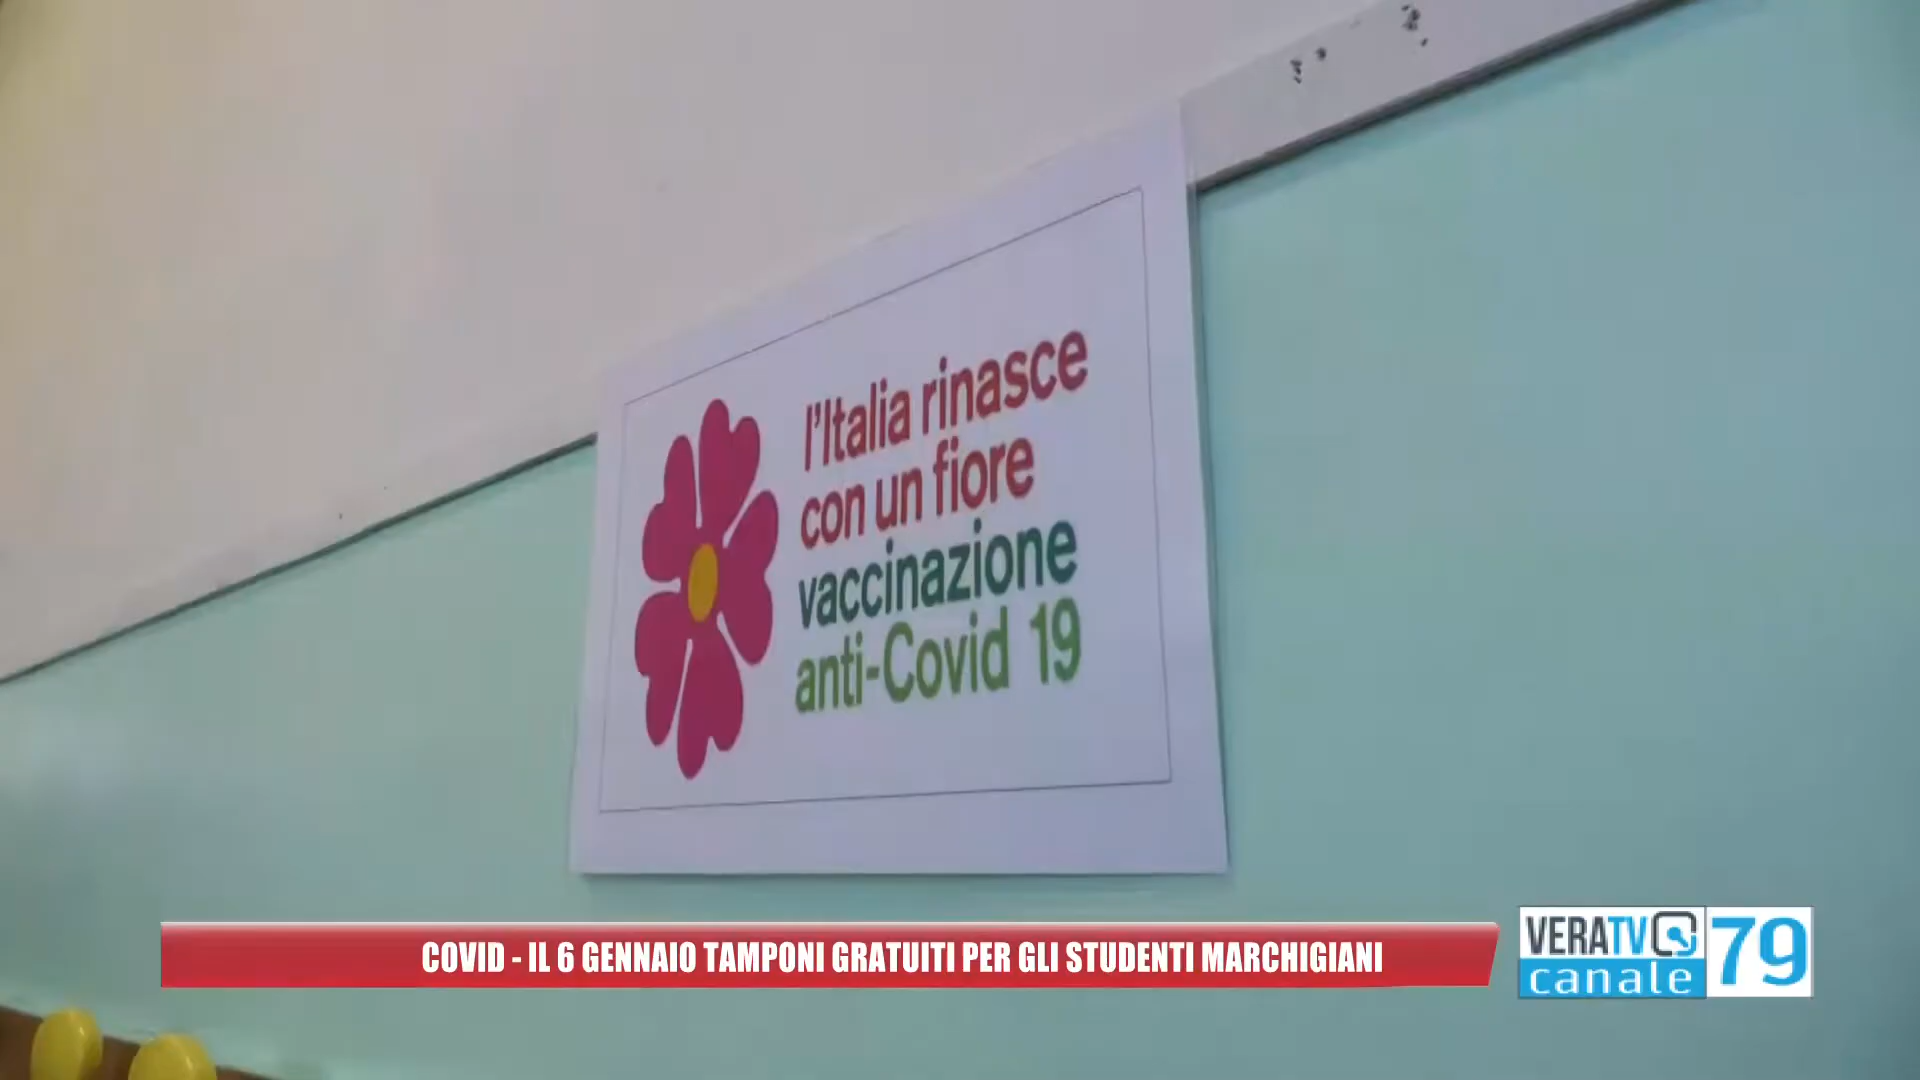 l'Italia rinasce
con un fiore
vaccinazione
anti-Covid 19
COVID - IL 6 GENNAIO TAMPONI GRATUITI PER GLI STUDENTI MARCHIGIANI
VERATV
canale 79